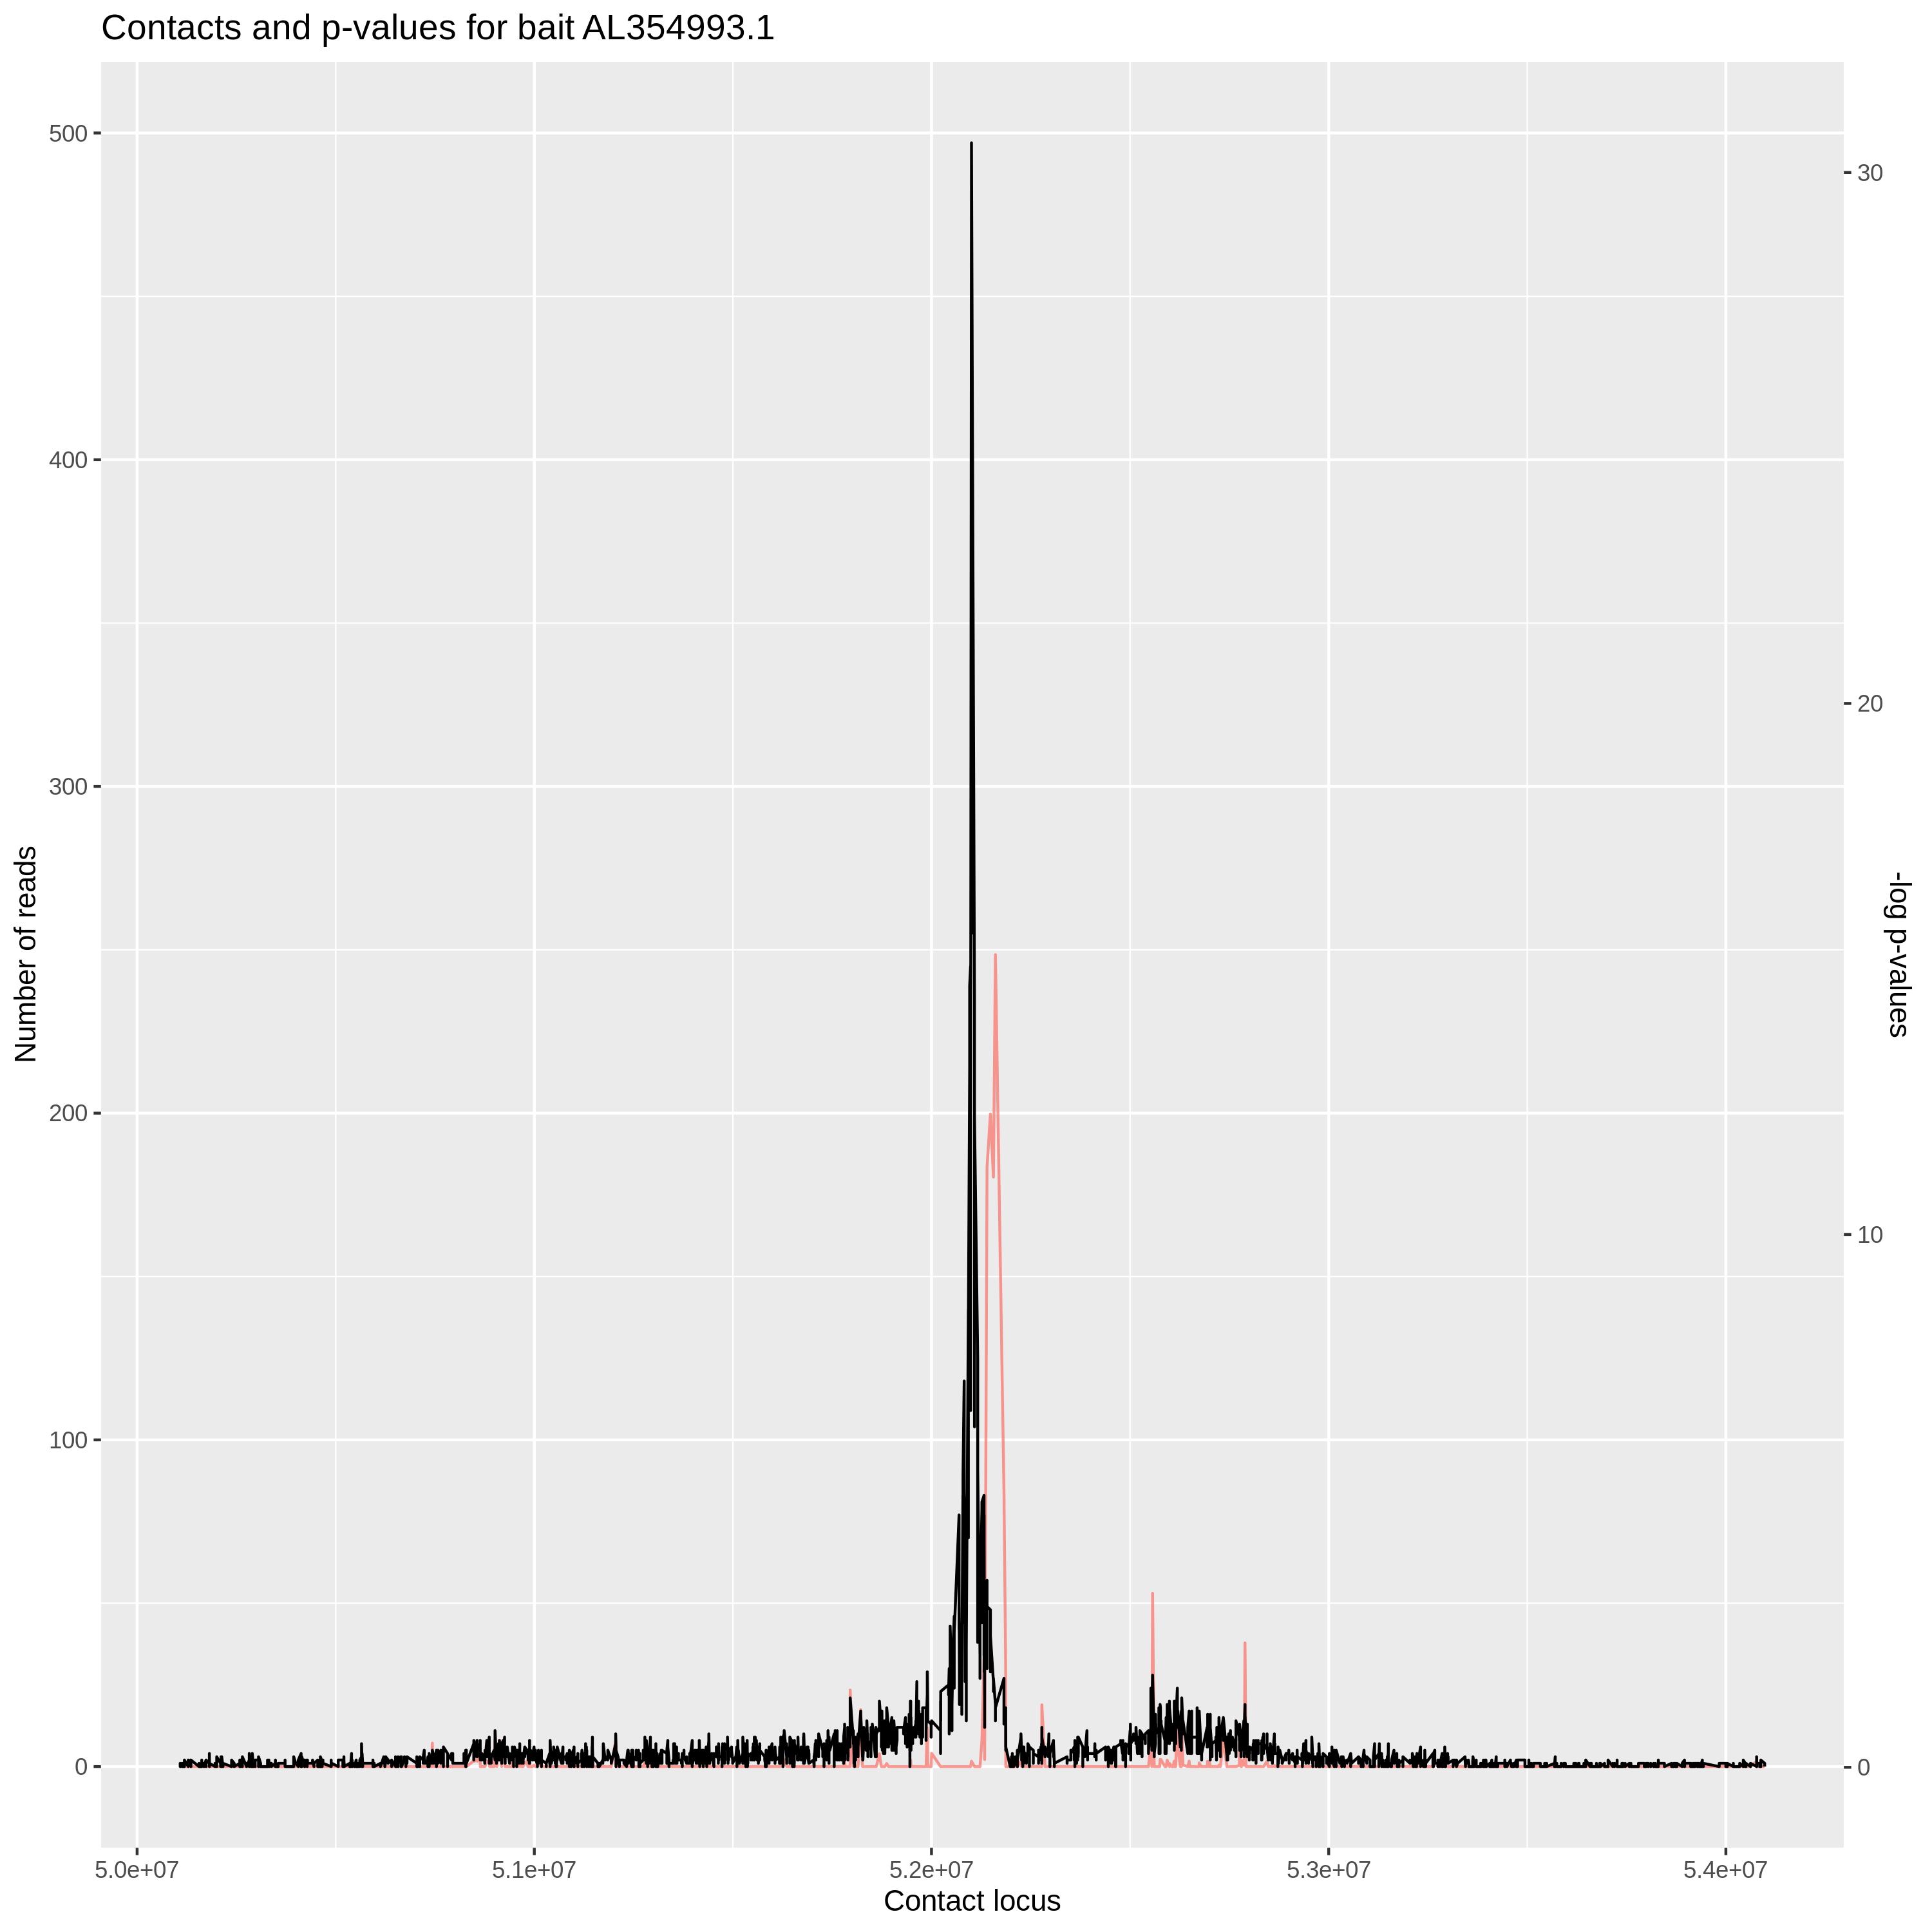 Contacts and p-values for bait AL354993.1
500
400
300
200
100
0
Number of reads
30
20
10
0
-log p-values
5.0e+07
5.1e+07
5.2e+07
5.3e+07
5.4e+07
Contact locus